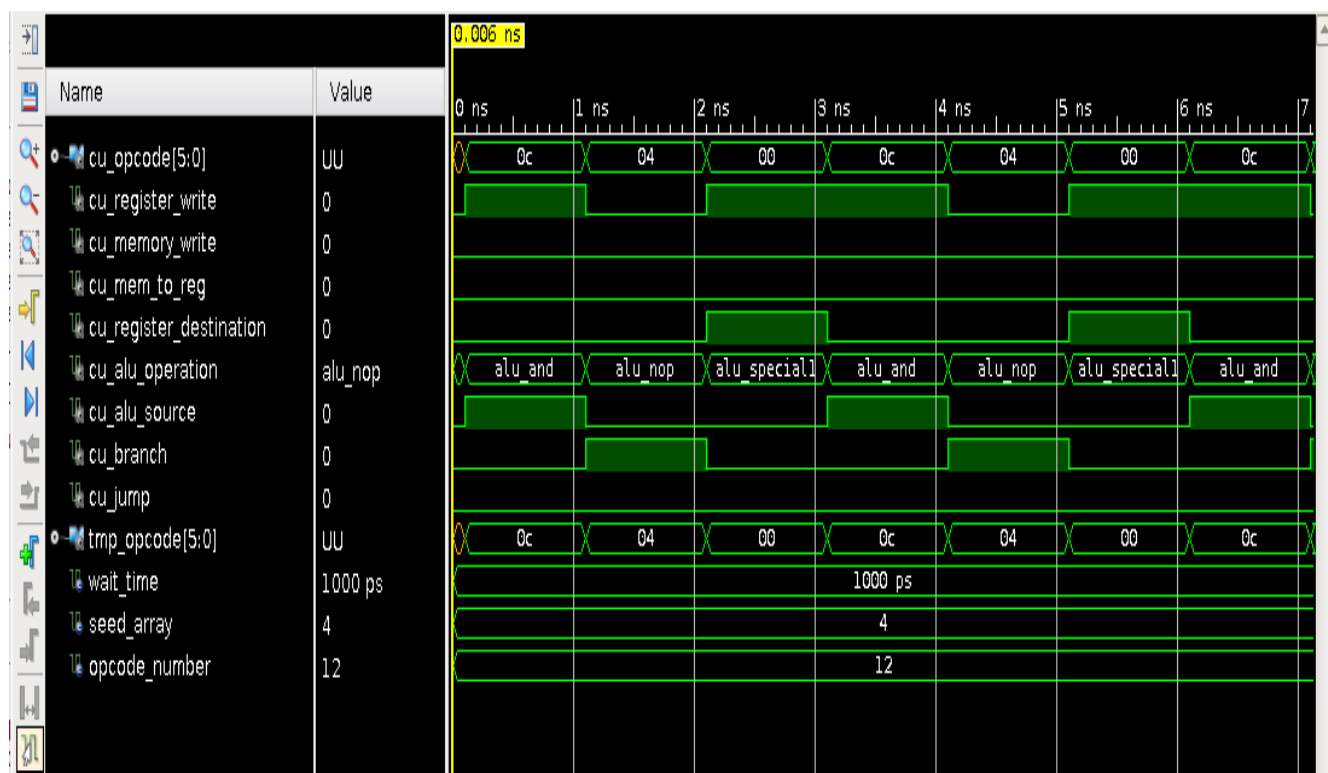 0.006 ns
Name Value
0 ns 1 ns 2 ns 3 ns 4 ns 5 ns 6 ns 7
cu_opcode[5:0] UU 0c 04 00 0c 04 00 0c
cu_register_write 0
cu_memory_write 0
cu_mem_to_reg 0
cu_register_destination 0
cu_alu_operation alu_nop alu_and alu_nop alu_special1 alu_and alu_nop alu_special1 alu_and
cu_alu_source 0
cu_branch 0
cu_jump 0
tmp_opcode[5:0] UU 0c 04 00 0c 04 00 0c
wait_time 1000 ps 1000 ps
seed_array 4 4
opcode_number 12 12